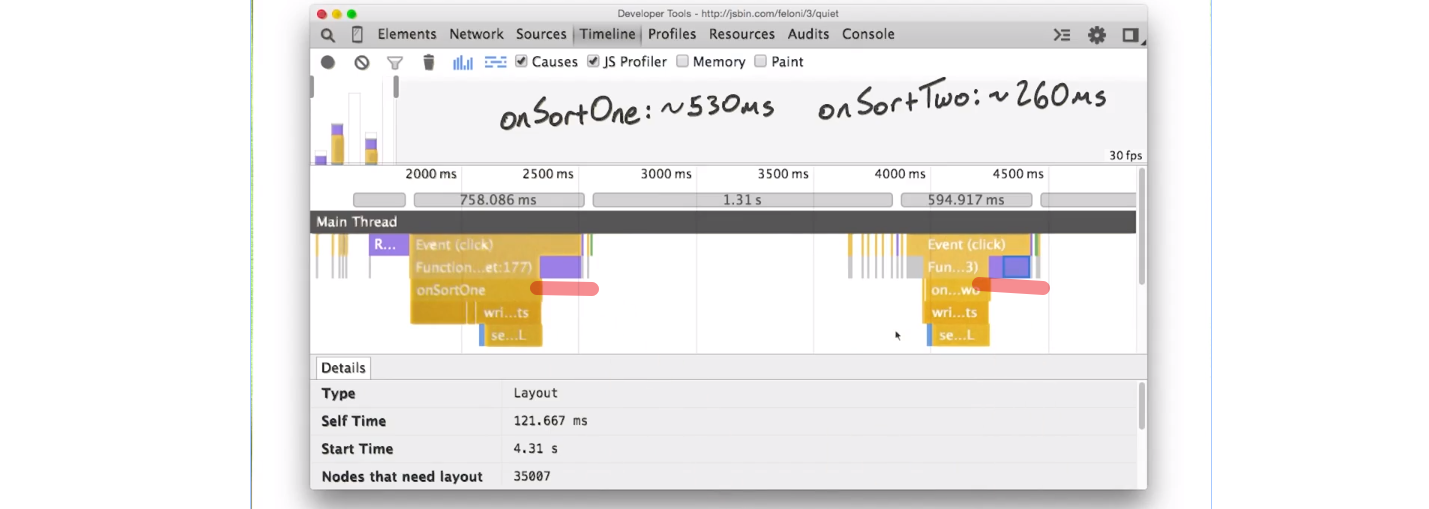 Developer Tools - http://jsbin.com/feloni/3/quiet
Elements Network Sources Timeline Profiles Resources Audits Console
Causes JS Profiler Memory Paint
onSortOne: ~530ms onSortTwo: ~260ms
30 fps
2000 ms 2500 ms 3000 ms 3500 ms 4000 ms 4500 ms
758.086 ms 1.31 s 594.917 ms
Main Thread
R... Event (click) Event (click)
Function...et:177) Fun...3)
onSortOne on...wo
wri...ts wri...ts
se...L se...L
Details
Type Layout
Self Time 121.667 ms
Start Time 4.31 s
Nodes that need layout 35007